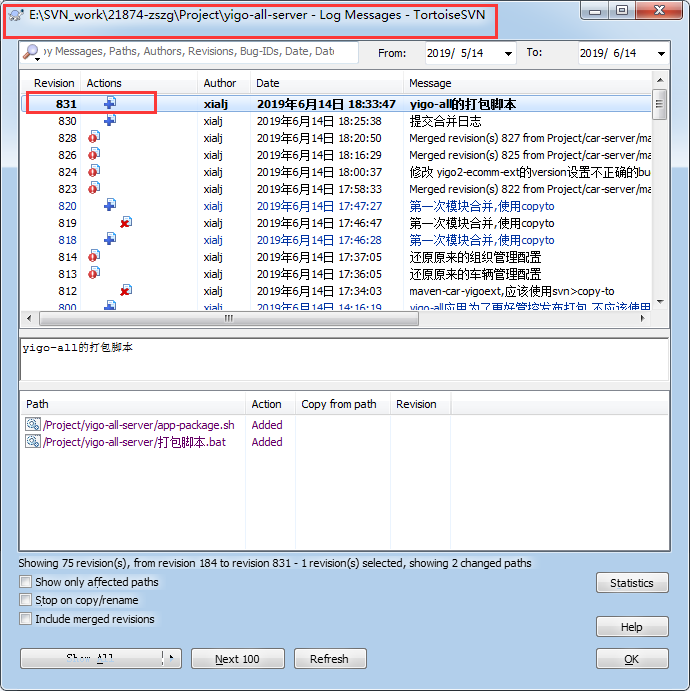 E:\SVN_work\21874-zszg\Project\yigo-all-server - Log Messages - TortoiseSVN
by Messages, Paths, Authors, Revisions, Bug-IDs, Date, Date
From: 2019/ 5/14 To: 2019/ 6/14
Revision Actions Author Date Message
831 xialj 2019年6月14日 18:33:47 yigo-all的打包脚本
830 xialj 2019年6月14日 18:25:38 提交合并日志
828 xialj 2019年6月14日 18:20:50 Merged revision(s) 827 from Project/car-server/ma
826 xialj 2019年6月14日 18:16:29 Merged revision(s) 825 from Project/car-server/ma
824 xialj 2019年6月14日 18:00:37 修改 yigo2-ecomm-ext的version设置不正确的bu
823 xialj 2019年6月14日 17:58:33 Merged revision(s) 822 from Project/car-server/ma
820 xialj 2019年6月14日 17:47:27 第一次模块合并,使用copyto
819 xialj 2019年6月14日 17:46:47 第一次模块合并,使用copyto
818 xialj 2019年6月14日 17:46:28 第一次模块合并,使用copyto
814 xialj 2019年6月14日 17:37:05 还原原来的组织管理配置
813 xialj 2019年6月14日 17:36:05 还原原来的车辆管理配置
812 xialj 2019年6月14日 17:34:03 maven-car-yigoext,应该使用svn>copy-to
800 xialj 2019年6月14日 14:16:19 yigo-all应用为了更好管控发布打包,不应该使用
yigo-all的打包脚本
Path Action Copy from path Revision
/Project/yigo-all-server/app-package.sh Added
/Project/yigo-all-server/打包脚本.bat Added
Showing 75 revision(s), from revision 184 to revision 831 - 1 revision(s) selected, showing 2 changed paths
Show only affected paths
Statistics
Stop on copy/rename
Include merged revisions
Help
Show All Next 100 Refresh OK